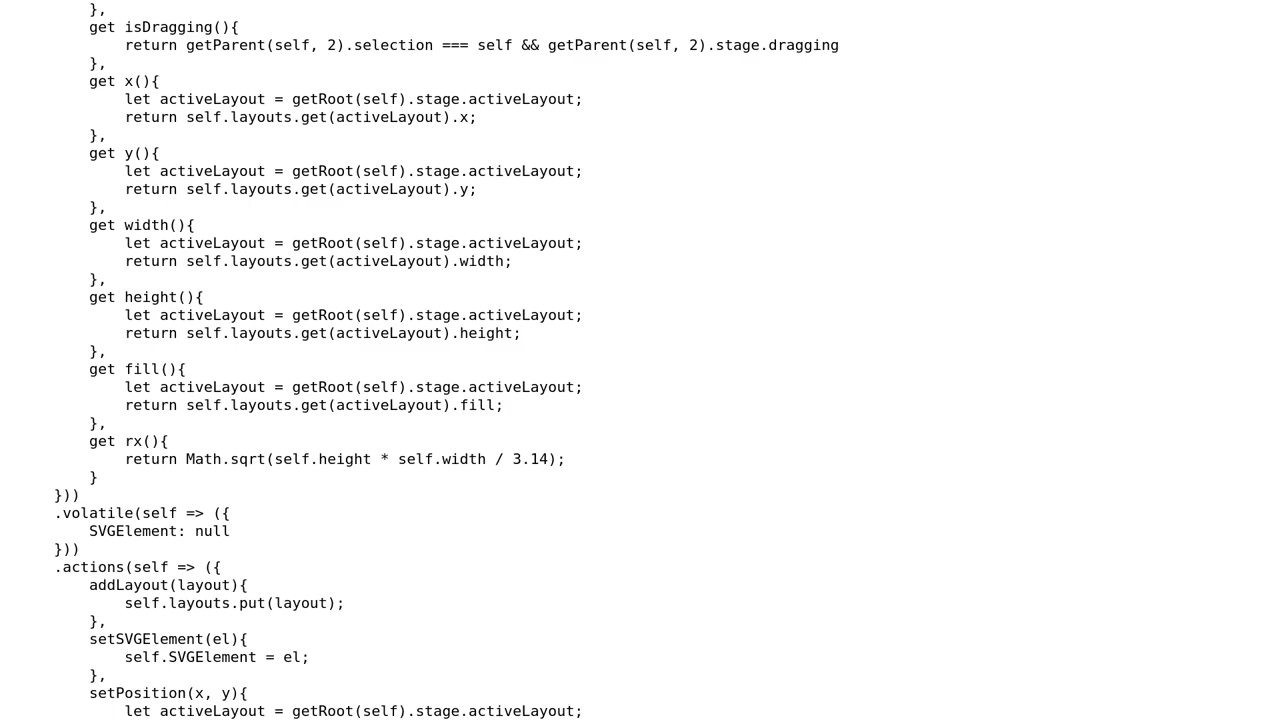 },
    get isDragging(){
        return getParent(self, 2).selection === self && getParent(self, 2).stage.dragging
    },
    get x(){
        let activeLayout = getRoot(self).stage.activeLayout;
        return self.layouts.get(activeLayout).x;
    },
    get y(){
        let activeLayout = getRoot(self).stage.activeLayout;
        return self.layouts.get(activeLayout).y;
    },
    get width(){
        let activeLayout = getRoot(self).stage.activeLayout;
        return self.layouts.get(activeLayout).width;
    },
    get height(){
        let activeLayout = getRoot(self).stage.activeLayout;
        return self.layouts.get(activeLayout).height;
    },
    get fill(){
        let activeLayout = getRoot(self).stage.activeLayout;
        return self.layouts.get(activeLayout).fill;
    },
    get rx(){
        return Math.sqrt(self.height * self.width / 3.14);
    }
}))
.volatile(self => ({
    SVGElement: null
}))
.actions(self => ({
    addLayout(layout){
        self.layouts.put(layout);
    },
    setSVGElement(el){
        self.SVGElement = el;
    },
    setPosition(x, y){
        let activeLayout = getRoot(self).stage.activeLayout;